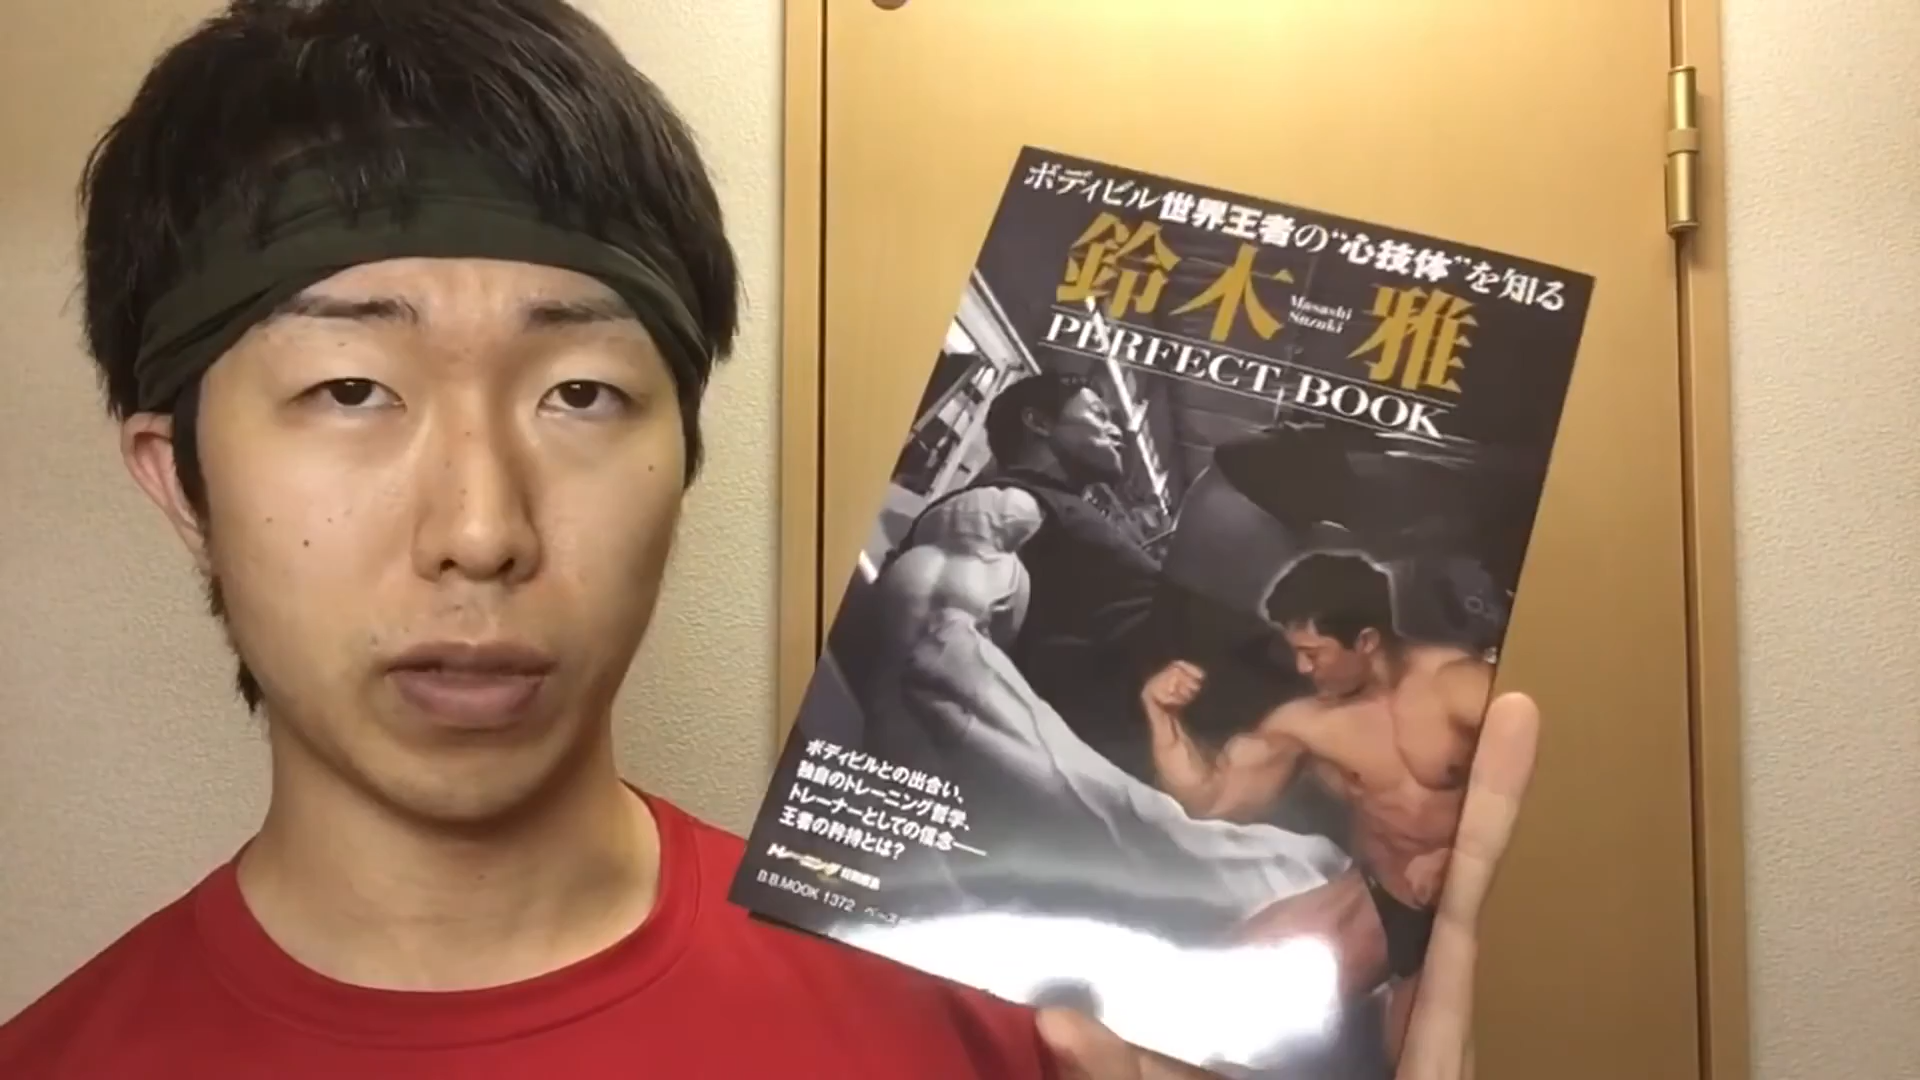 ボディビル世界王者の“心技体”を知る
鈴木雅
Masashi
Suzuki
PERFECT BOOK
ボディビルとの出合い、
独自のトレーニング哲学、
トレーナーとしての信念——
王者の矜持とは？
トレーニング
B.B.MOOK 1372 ベース